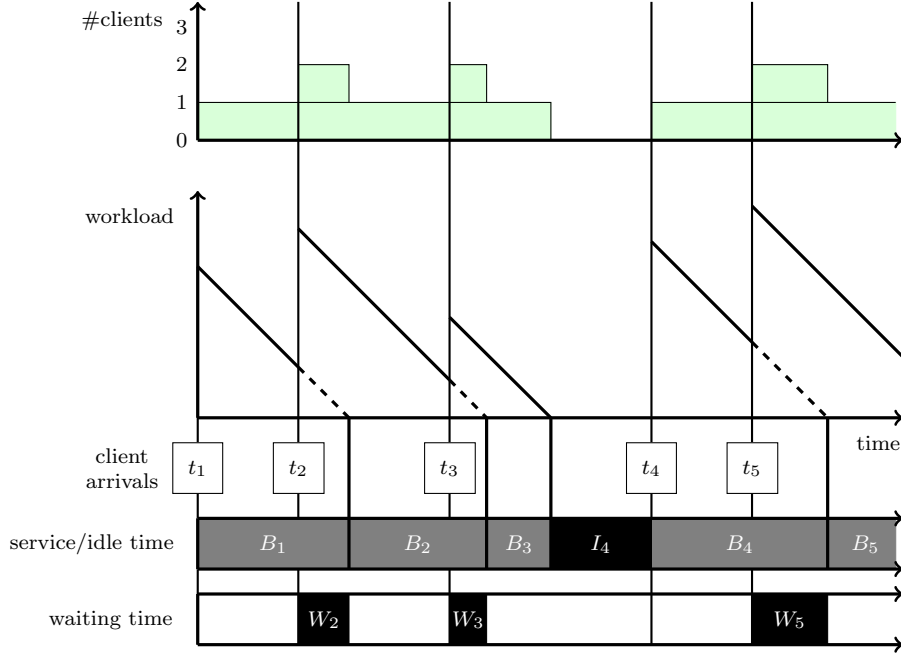 #clients
3
2
1
0
workload
time
client
arrivals
t₁ t₂ t₃ t₄ t₅
service/idle time
B₁ B₂ B₃ I₄ B₄ B₅
waiting time
W₂ W₃ W₅